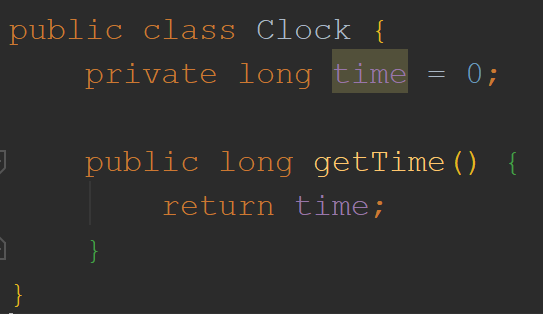 public class Clock {
    private long time = 0;
    public long getTime() {
        return time;
    }
}